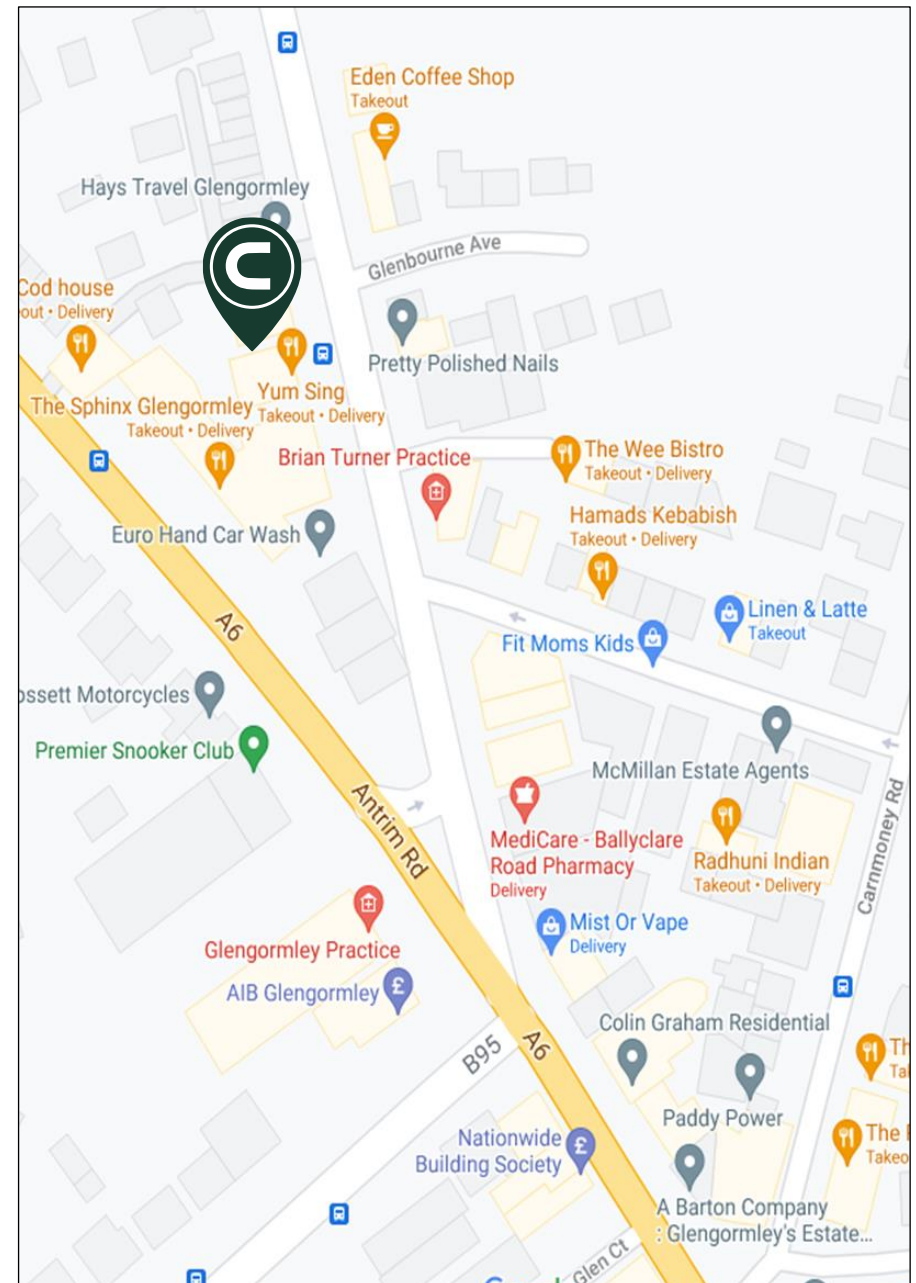 Eden Coffee Shop
Takeout
Hays Travel Glengormley
Glenbourne Ave
Cod house
out • Delivery
Pretty Polished Nails
Yum Sing
Takeout • Delivery
The Sphinx Glengormley
Takeout • Delivery
Brian Turner Practice
The Wee Bistro
Takeout • Delivery
Hamads Kebabish
Takeout • Delivery
Euro Hand Car Wash
Linen & Latte
Takeout
A6
Fit Moms Kids
ossett Motorcycles
Premier Snooker Club
McMillan Estate Agents
Antrim Rd
Carnmoney Rd
MediCare - Ballyclare
Road Pharmacy
Delivery
Radhuni Indian
Takeout • Delivery
Mist Or Vape
Delivery
Glengormley Practice
AIB Glengormley
Colin Graham Residential
B95
A6
Th
Ta
Paddy Power
Nationwide
Building Society
The
Takeo
A Barton Company
: Glengormley's Estate...
Glen Ct